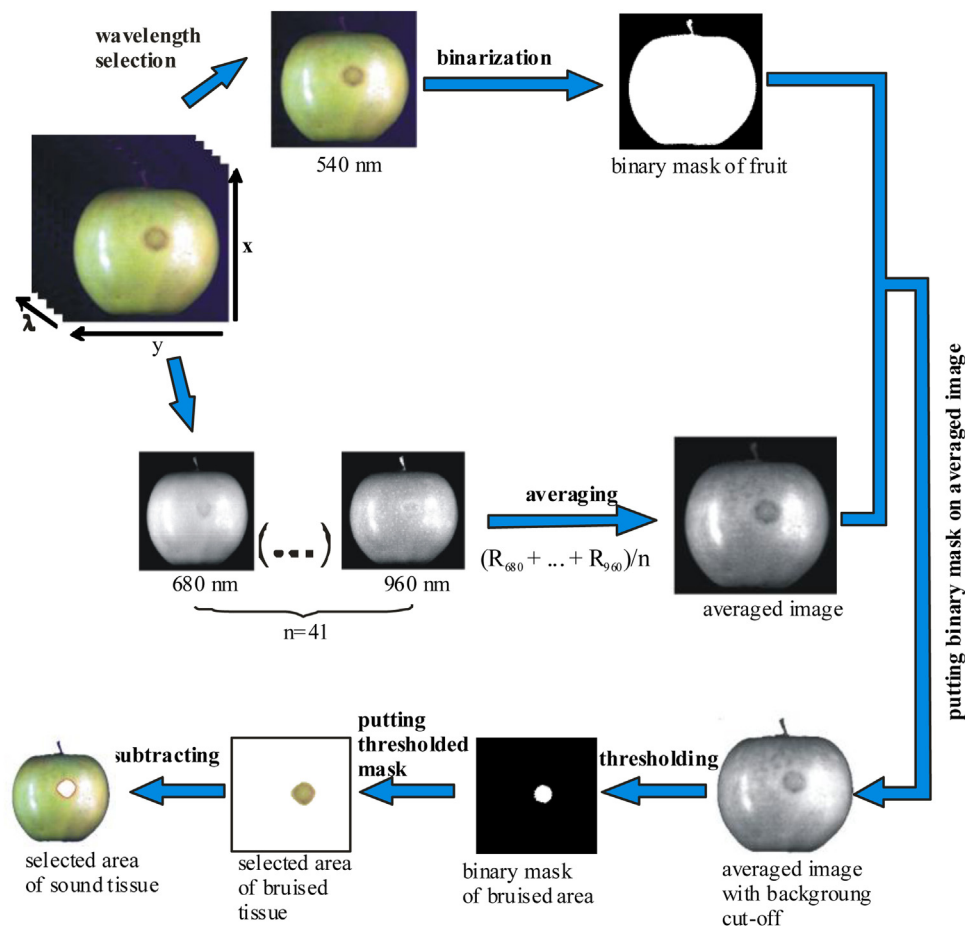 wavelength
selection
540 nm
binarization
binary mask of fruit
x
λ
y
680 nm
(...)
960 nm
n=41
averaging
(R₆₈₀ + ... + R₉₆₀)/n
averaged image
putting binary mask on averaged image
thresholding
averaged image
with backgroung
cut-off
binary mask
of bruised area
putting
thresholded
mask
selected area
of bruised
tissue
subtracting
selected area
of sound tissue